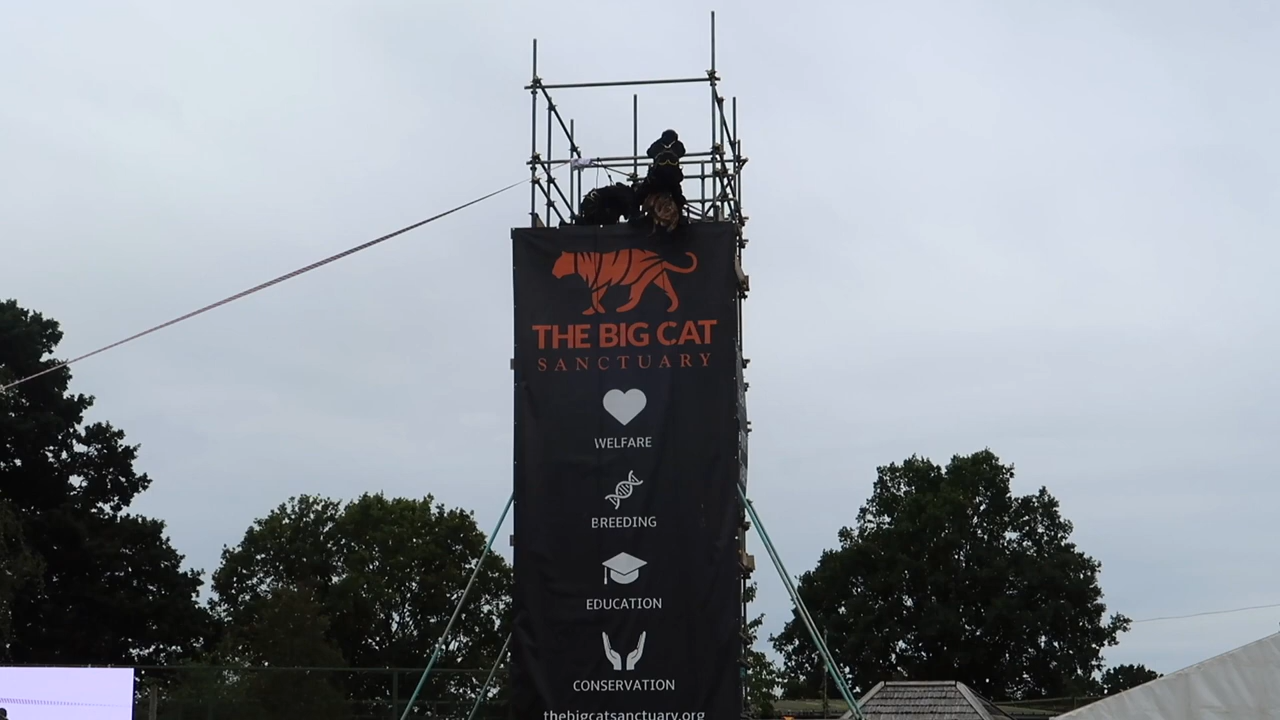 THE BIG CAT
SANCTUARY
WELFARE
BREEDING
EDUCATION
CONSERVATION
thebigcatsanctuary.org